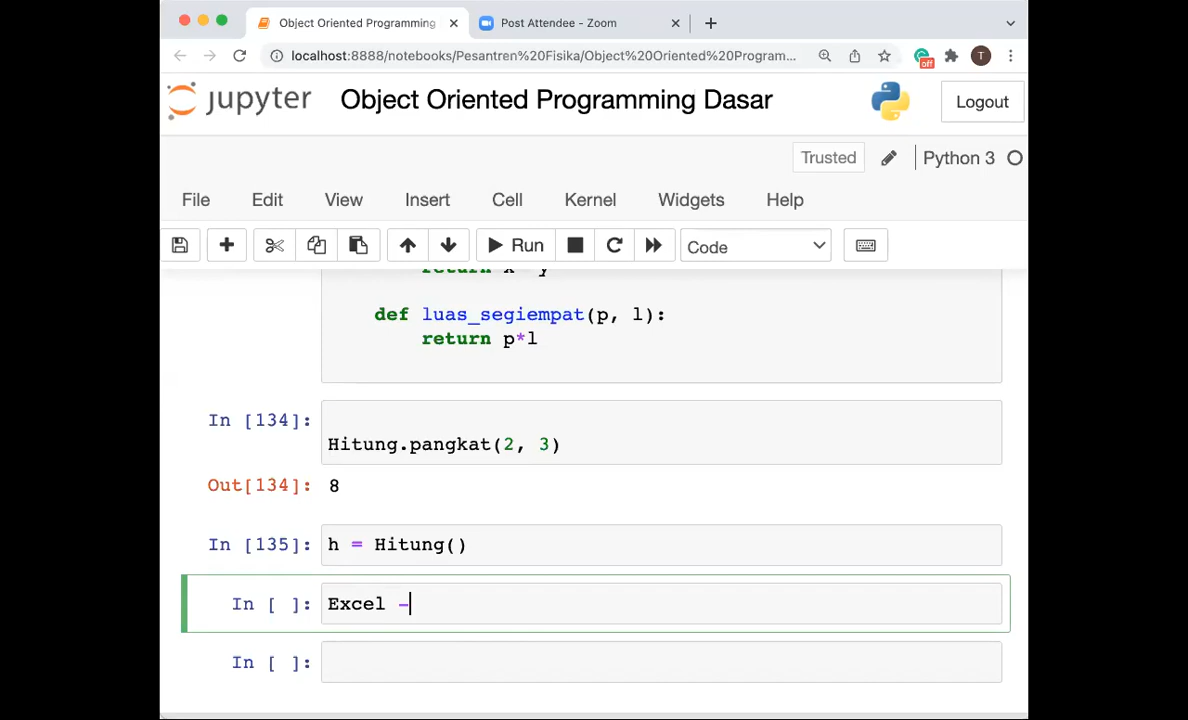 Object Oriented Programming
Post Attendee - Zoom
localhost:8888/notebooks/Pesantren%20Fisika/Object%20Oriented%20Program...
off
T
jupyter
Object Oriented Programming Dasar
Logout
Trusted
Python 3
File Edit View Insert Cell Kernel Widgets Help
Run
Code
def luas_segiempat(p, l):
return p*l
In [134]:
Hitung.pangkat(2, 3)
Out[134]: 8
In [135]: h = Hitung()
In [ ]: Excel -
In [ ]: